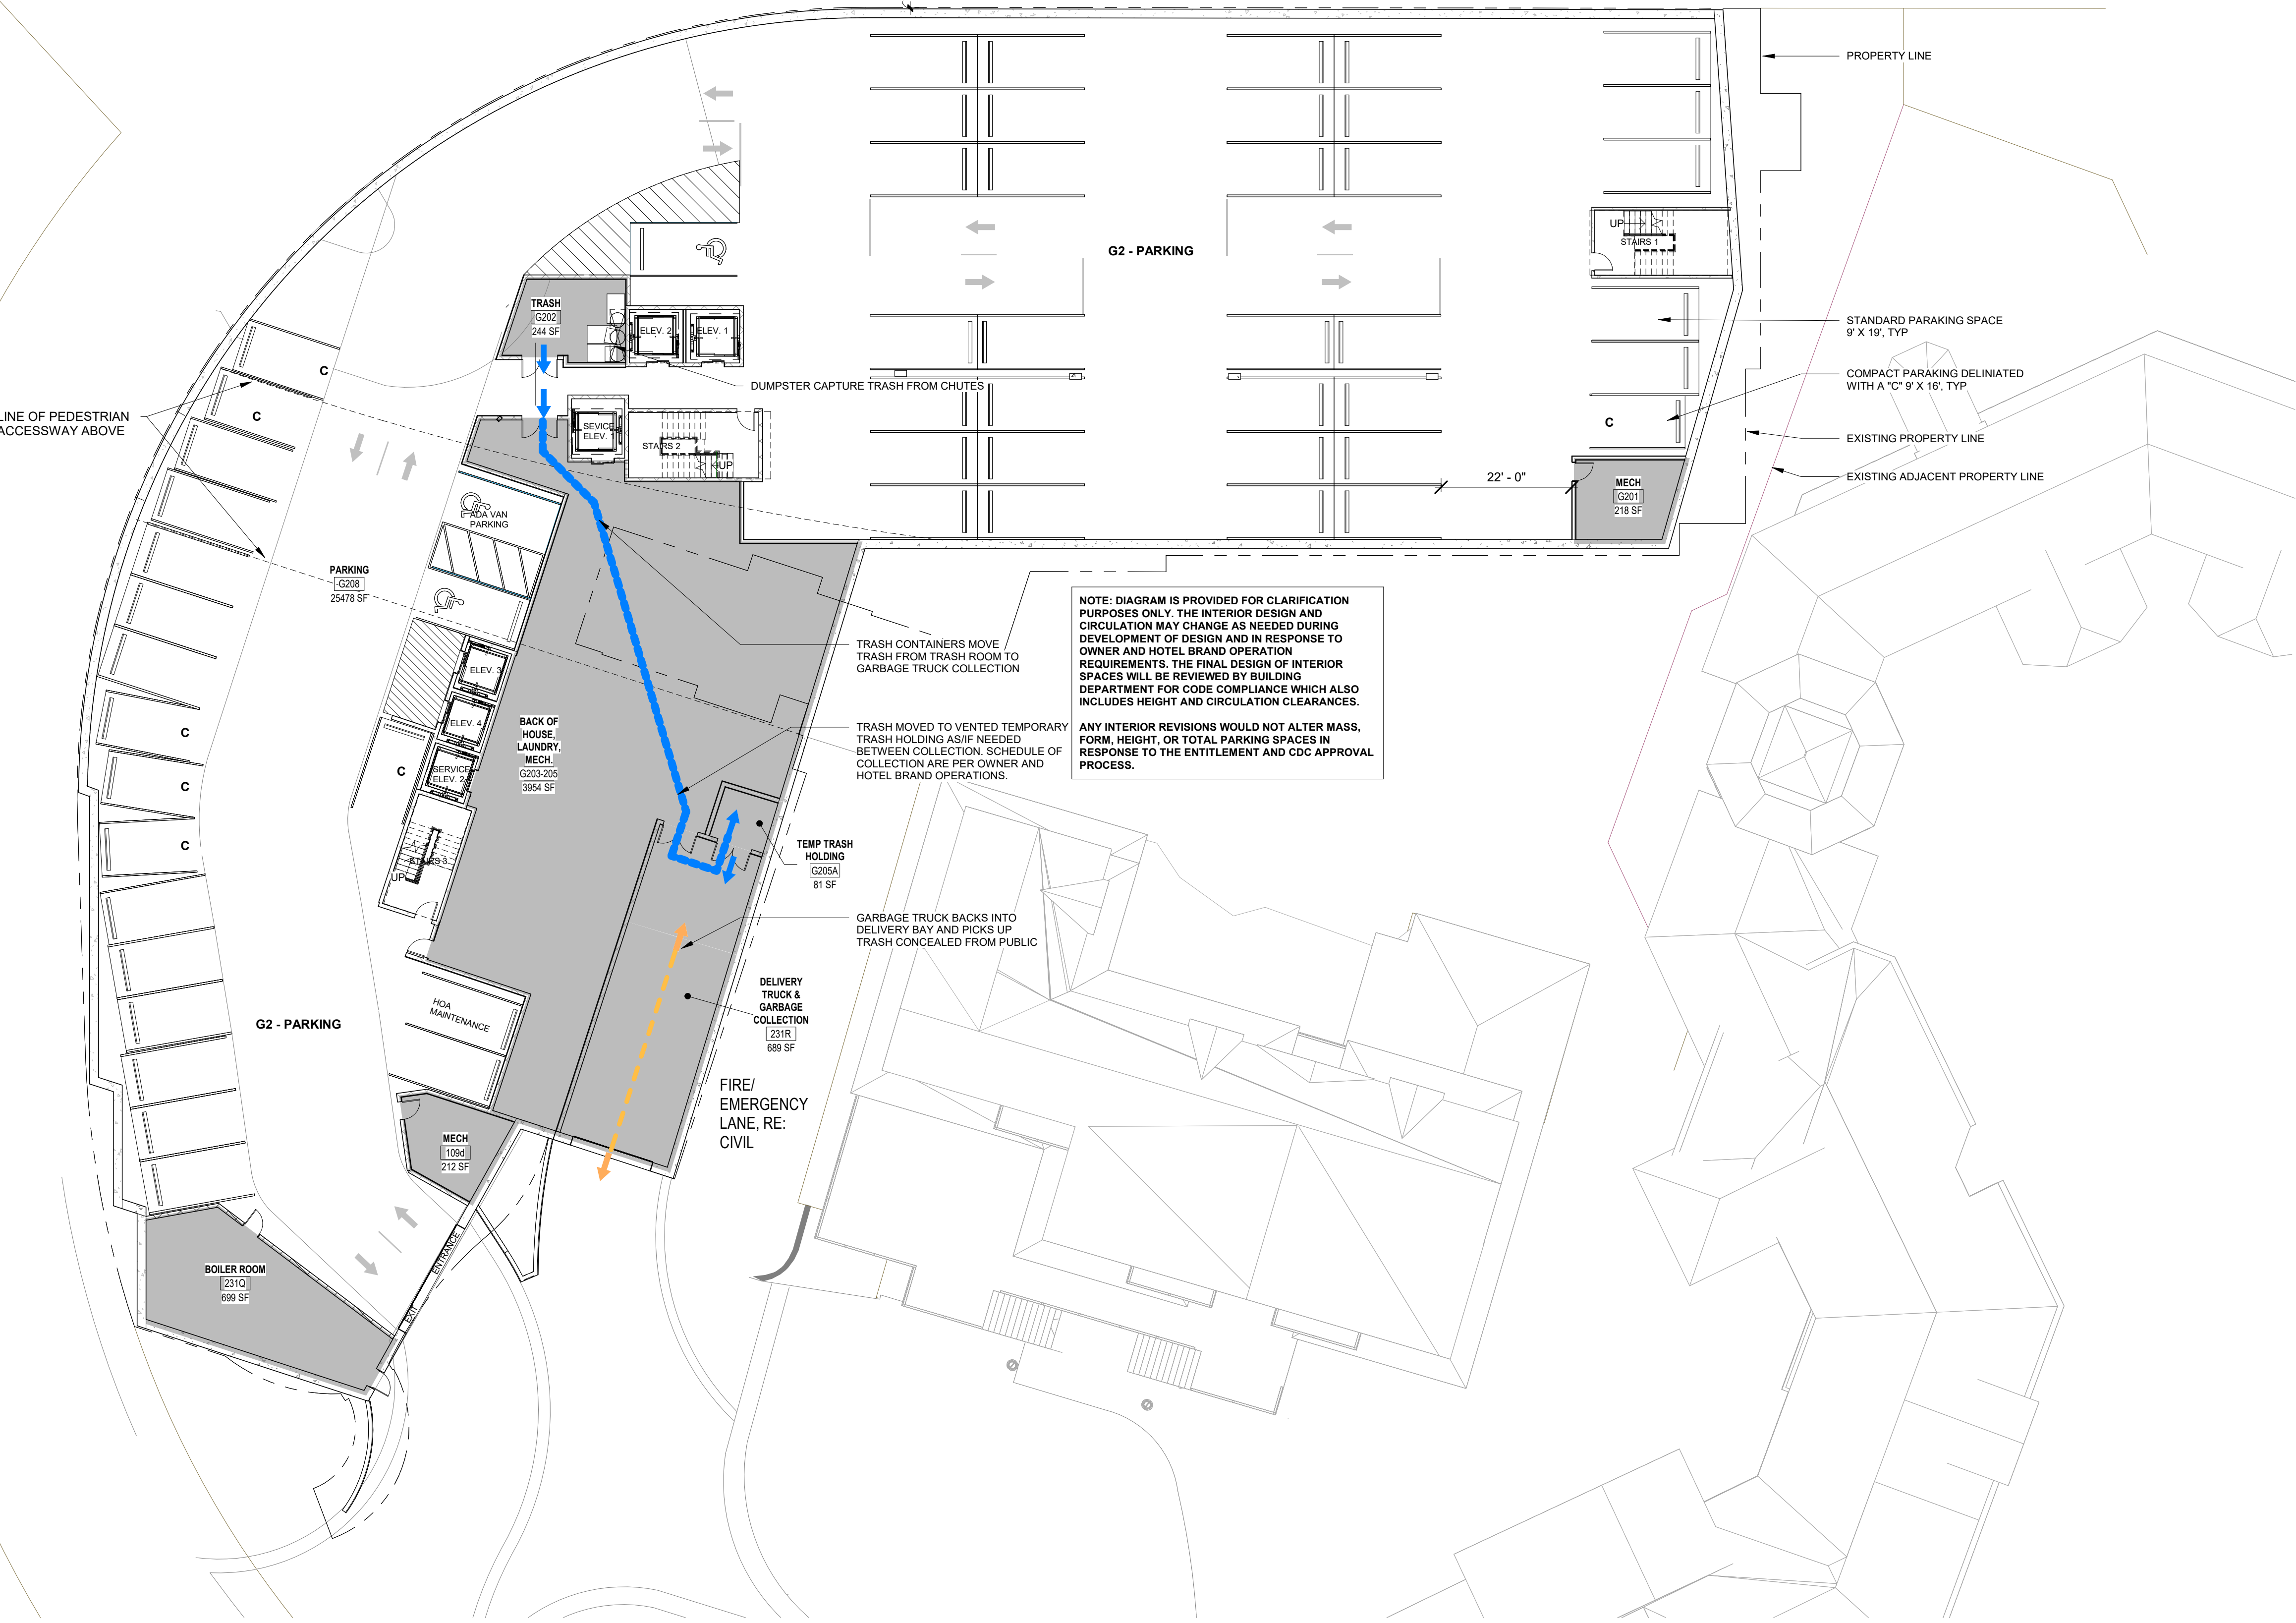 PROPERTY LINE
G2 - PARKING
UP
STAIRS 1
TRASH
G202
244 SF
ELEV. 2
ELEV. 1
STANDARD PARAKING SPACE
9' X 19', TYP
COMPACT PARAKING DELINIATED
WITH A "C" 9' X 16', TYP
EXISTING PROPERTY LINE
EXISTING ADJACENT PROPERTY LINE
DUMPSTER CAPTURE TRASH FROM CHUTES
C
C
LINE OF PEDESTRIAN
ACCESSWAY ABOVE
SEVICE
ELEV. 1
STAIRS 2
UP
C
22' - 0"
MECH
G201
218 SF
ADA VAN
PARKING
PARKING
G208
25478 SF
NOTE: DIAGRAM IS PROVIDED FOR CLARIFICATION
PURPOSES ONLY. THE INTERIOR DESIGN AND
CIRCULATION MAY CHANGE AS NEEDED DURING
DEVELOPMENT OF DESIGN AND IN RESPONSE TO
OWNER AND HOTEL BRAND OPERATION
REQUIREMENTS. THE FINAL DESIGN OF INTERIOR
SPACES WILL BE REVIEWED BY BUILDING
DEPARTMENT FOR CODE COMPLIANCE WHICH ALSO
INCLUDES HEIGHT AND CIRCULATION CLEARANCES.
ANY INTERIOR REVISIONS WOULD NOT ALTER MASS,
FORM, HEIGHT, OR TOTAL PARKING SPACES IN
RESPONSE TO THE ENTITLEMENT AND CDC APPROVAL
PROCESS.
TRASH CONTAINERS MOVE
TRASH FROM TRASH ROOM TO
GARBAGE TRUCK COLLECTION
ELEV. 3
ELEV. 4
SERVICE
ELEV. 2
BACK OF
HOUSE,
LAUNDRY,
MECH.
G203-205
3954 SF
TRASH MOVED TO VENTED TEMPORARY
TRASH HOLDING AS/IF NEEDED
BETWEEN COLLECTION. SCHEDULE OF
COLLECTION ARE PER OWNER AND
HOTEL BRAND OPERATIONS.
C
C
C
C
STAIRS 3
UP
TEMP TRASH
HOLDING
G205A
81 SF
GARBAGE TRUCK BACKS INTO
DELIVERY BAY AND PICKS UP
TRASH CONCEALED FROM PUBLIC
DELIVERY
TRUCK &
GARBAGE
COLLECTION
231R
689 SF
HOA
MAINTENANCE
G2 - PARKING
FIRE/
EMERGENCY
LANE, RE:
CIVIL
MECH
109d
212 SF
ENTRANCE
EXIT
BOILER ROOM
231Q
699 SF